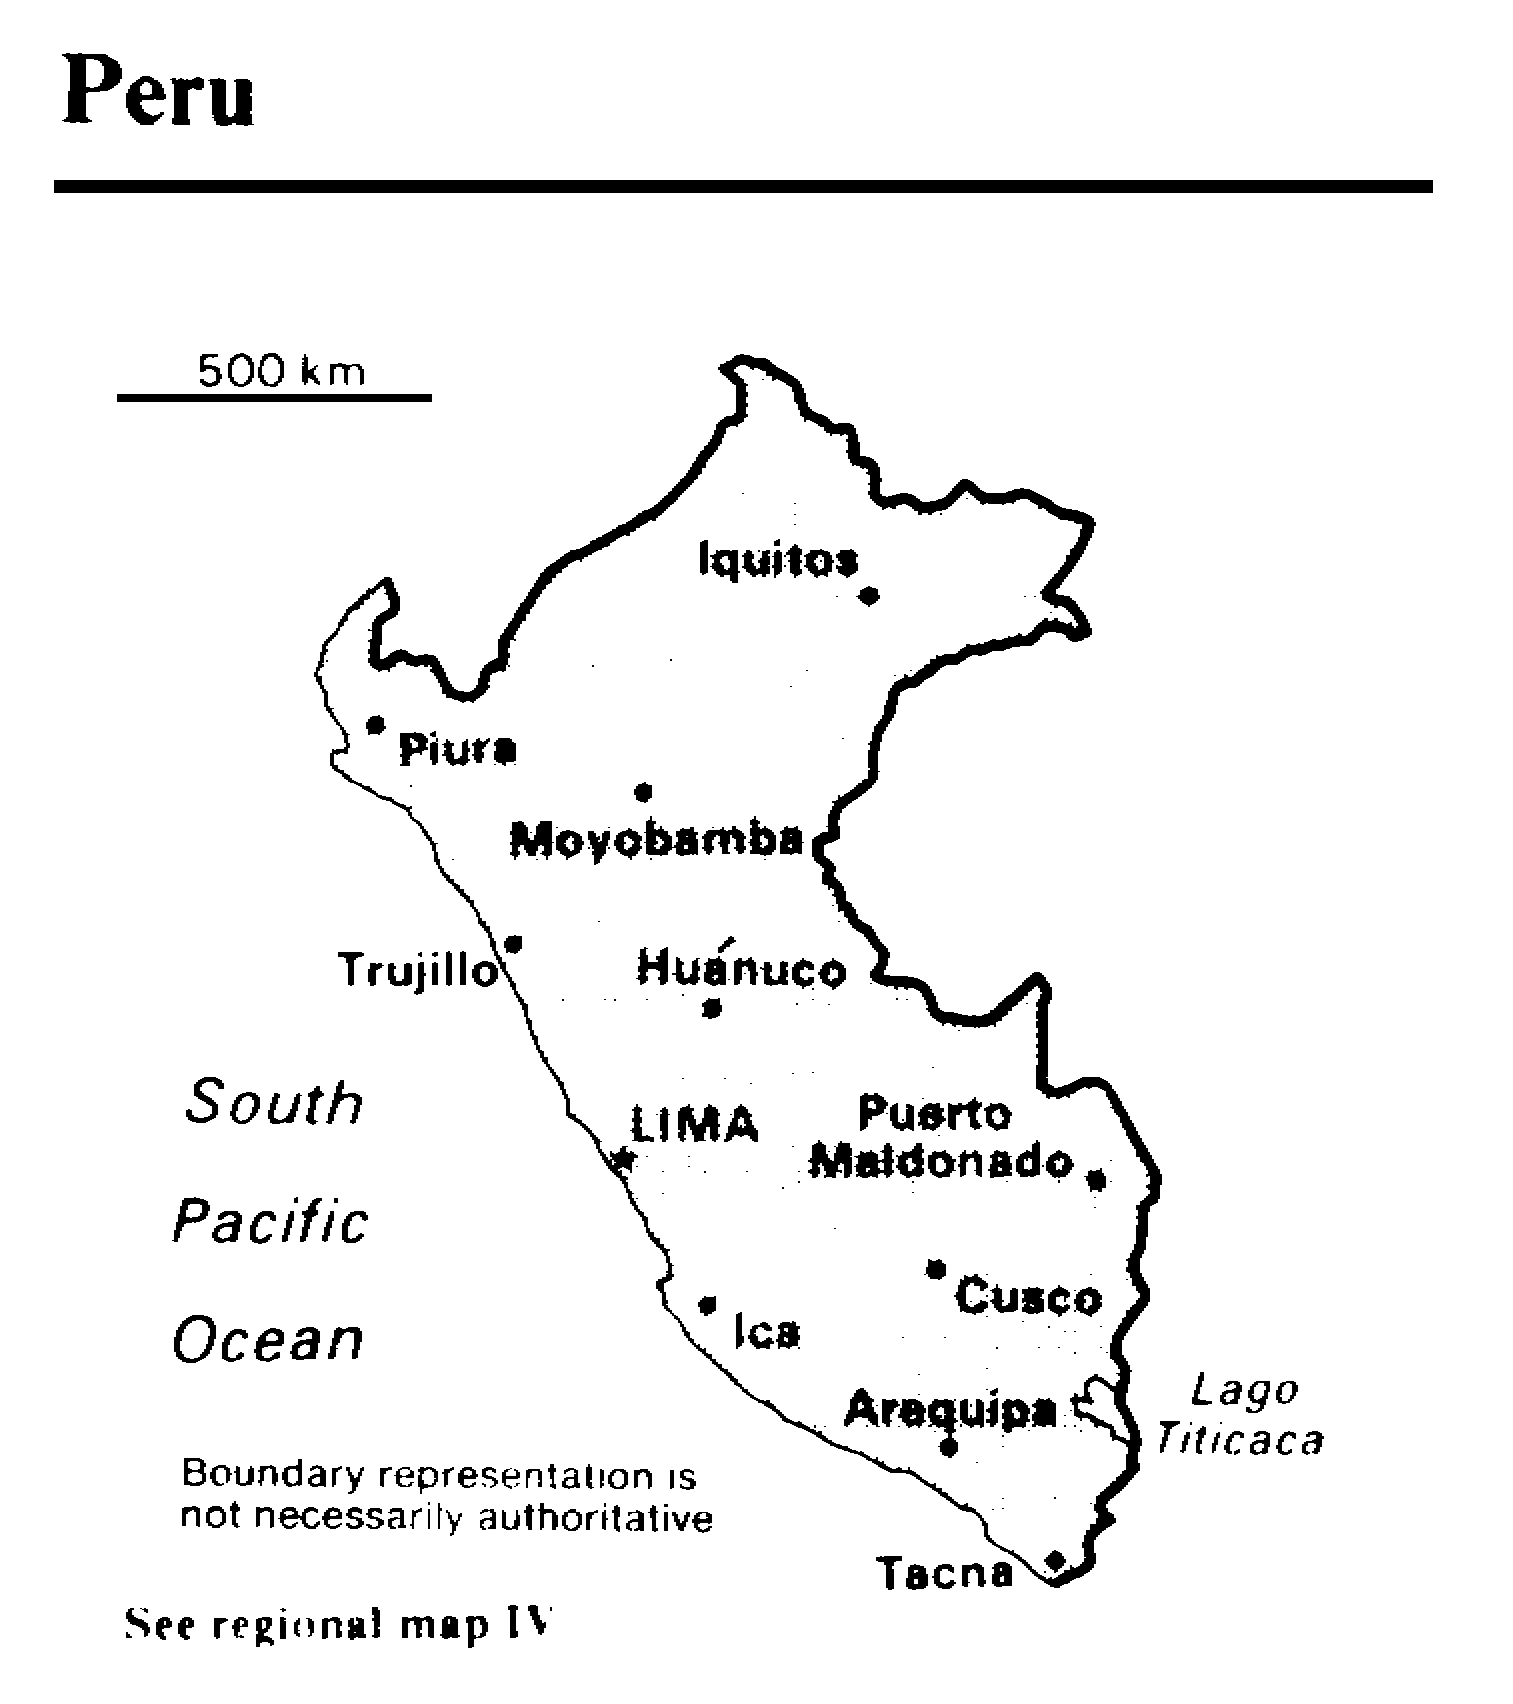 Peru
500 km
Iquitos
Piura
Moyobamba
Trujillo
Huánuco
South
Pacific
Ocean
LIMA
Puerto
Maldonado
Cusco
Ica
Arequipa
Lago
Titicaca
Boundary representation is
not necessarily authoritative
Tacna
See regional map IV